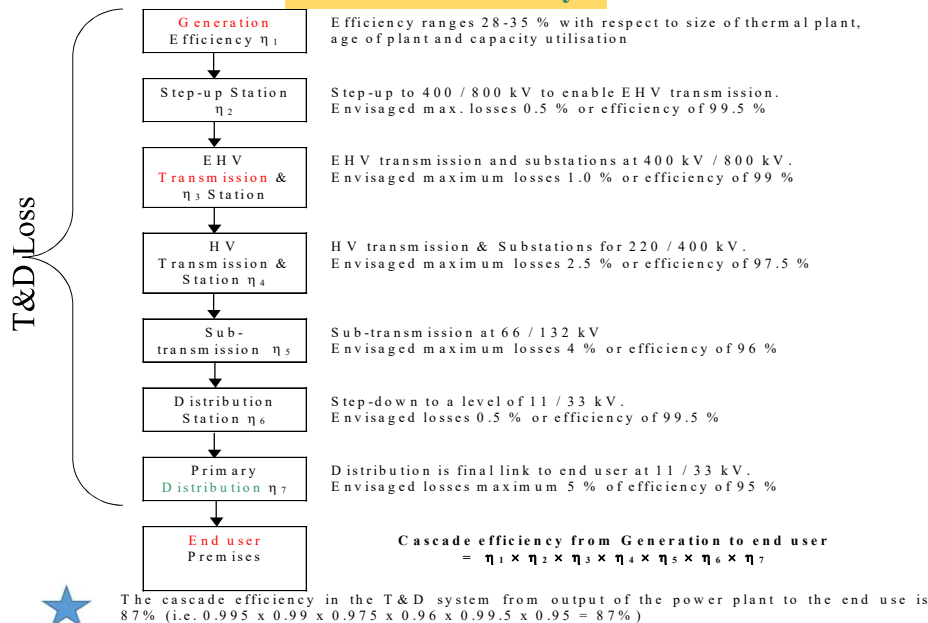 Generation
Efficiency η₁
Efficiency ranges 28-35 % with respect to size of thermal plant,
age of plant and capacity utilisation
Step-up Station
η₂
Step-up to 400 / 800 kV to enable EHV transmission.
Envisaged max. losses 0.5 % or efficiency of 99.5 %
EHV
Transmission &
η₃ Station
EHV transmission and substations at 400 kV / 800 kV.
Envisaged maximum losses 1.0 % or efficiency of 99 %
HV
Transmission &
Station η₄
HV transmission & Substations for 220 / 400 kV.
Envisaged maximum losses 2.5 % or efficiency of 97.5 %
Sub-
transmission η₅
Sub-transmission at 66 / 132 kV
Envisaged maximum losses 4 % or efficiency of 96 %
Distribution
Station η₆
Step-down to a level of 11 / 33 kV.
Envisaged losses 0.5 % or efficiency of 99.5 %
Primary
Distribution η₇
Distribution is final link to end user at 11 / 33 kV.
Envisaged losses maximum 5 % of efficiency of 95 %
End user
Premises
Cascade efficiency from Generation to end user
= η₁ × η₂ × η₃ × η₄ × η₅ × η₆ × η₇
T&D Loss
The cascade efficiency in the T&D system from output of the power plant to the end use is
87% (i.e. 0.995 x 0.99 x 0.975 x 0.96 x 0.99.5 x 0.95 = 87%)